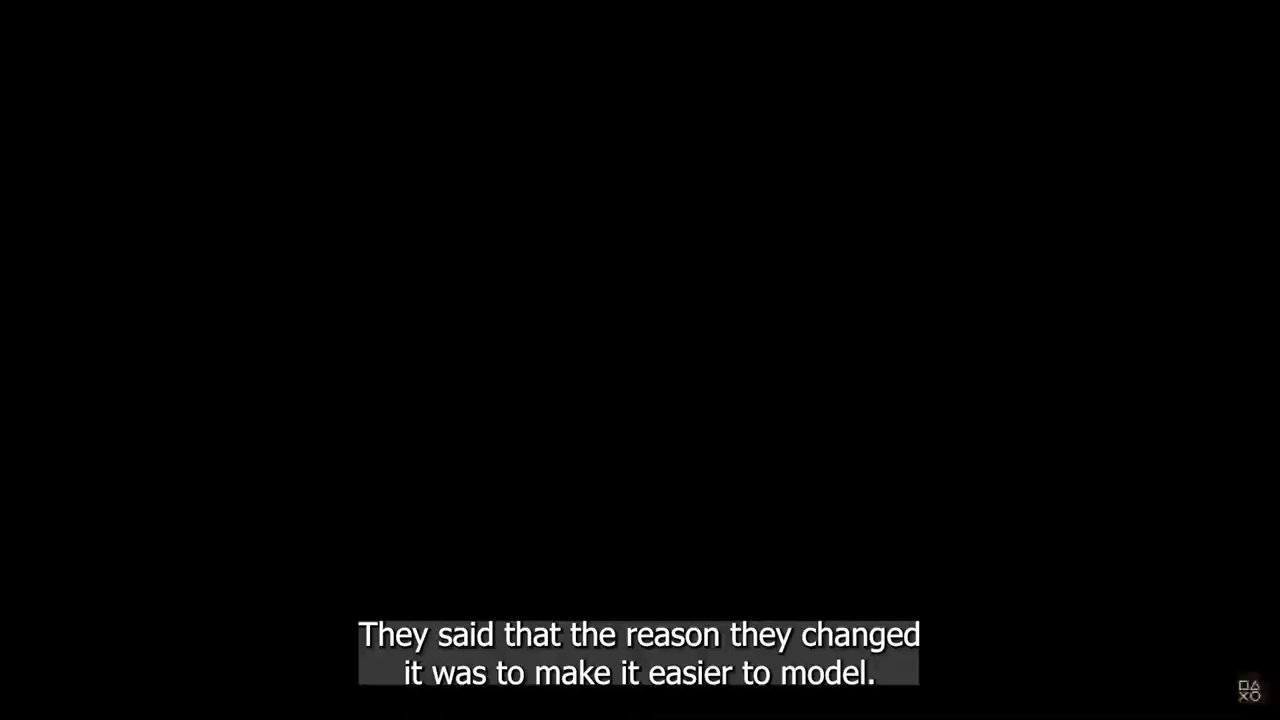 They said that the reason they changed
it was to make it easier to model.